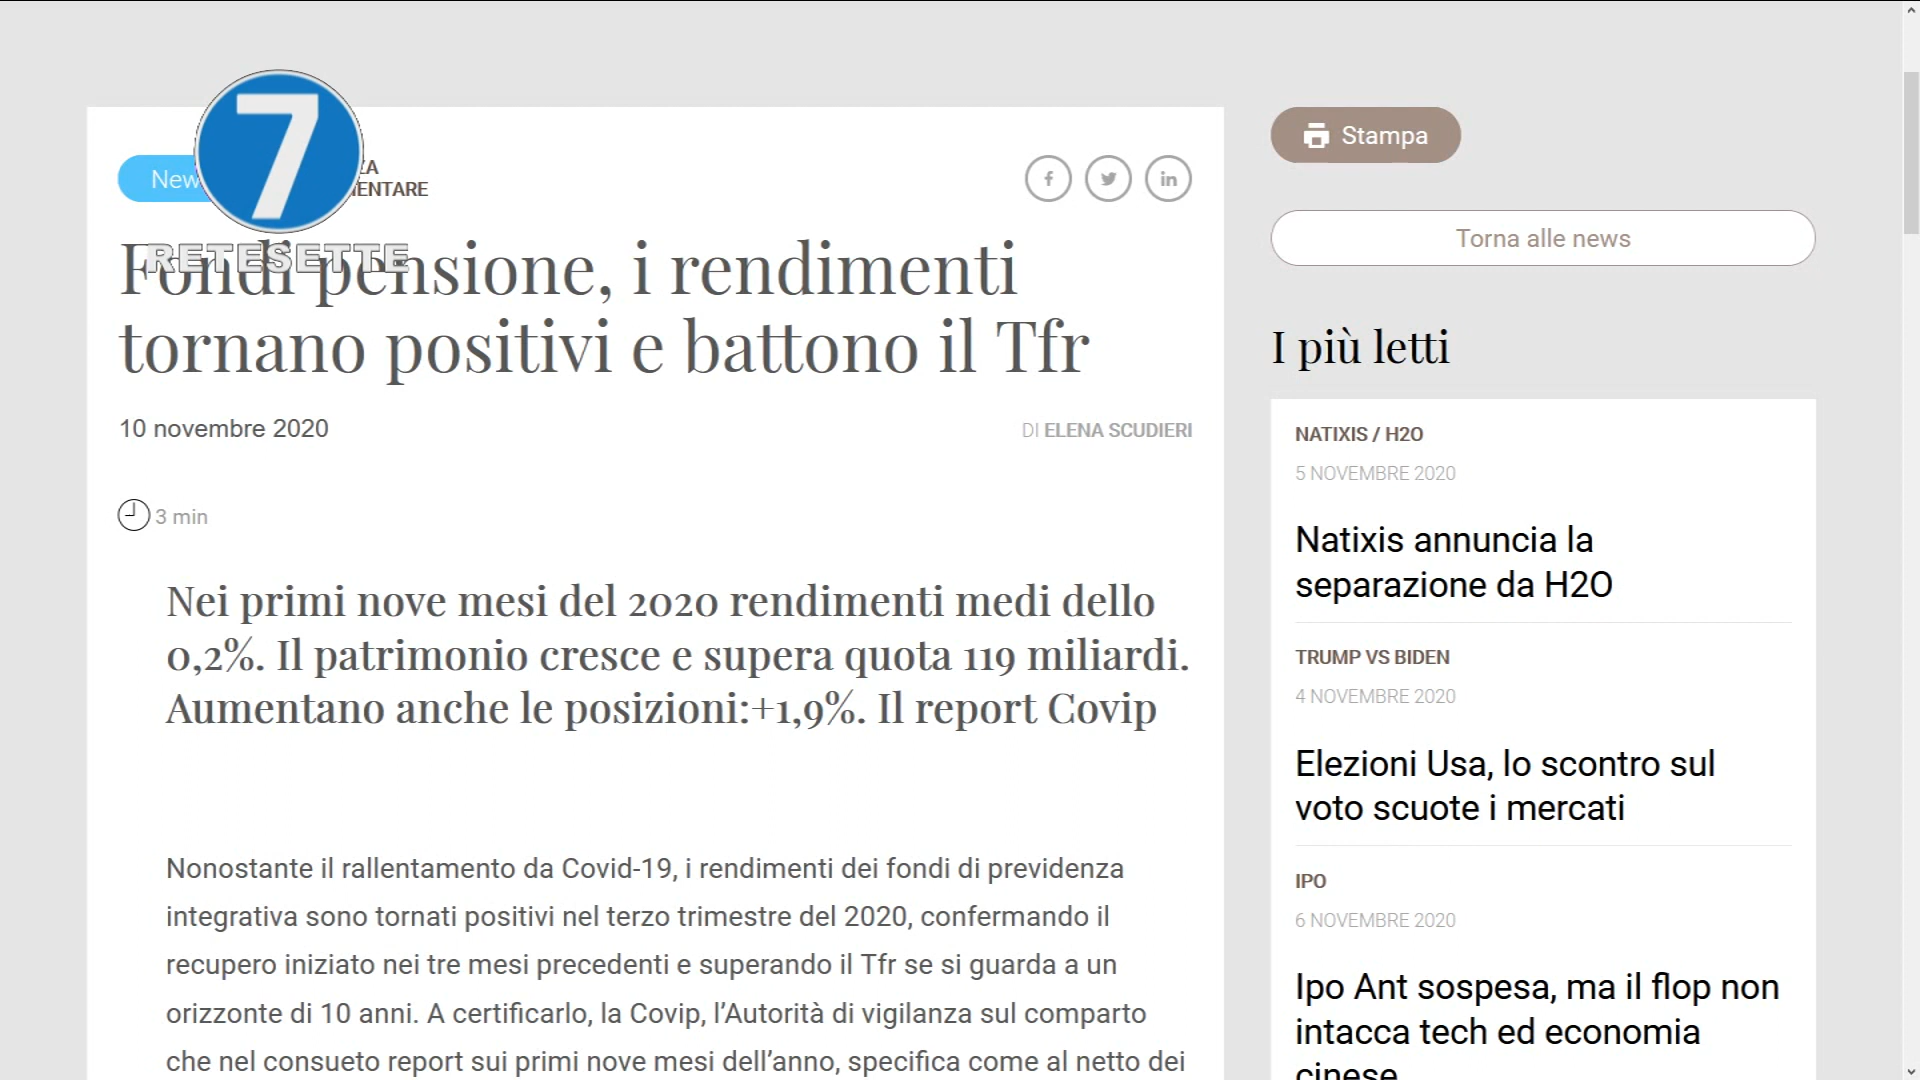 7
RETESETTE
New
ENTARE
Fondi pensione, i rendimenti
tornano positivi e battono il Tfr
10 novembre 2020
DI ELENA SCUDIERI
3 min
Nei primi nove mesi del 2020 rendimenti medi dello
0,2%. Il patrimonio cresce e supera quota 119 miliardi.
Aumentano anche le posizioni:+1,9%. Il report Covip
Nonostante il rallentamento da Covid-19, i rendimenti dei fondi di previdenza
integrativa sono tornati positivi nel terzo trimestre del 2020, confermando il
recupero iniziato nei tre mesi precedenti e superando il Tfr se si guarda a un
orizzonte di 10 anni. A certificarlo, la Covip, l’Autorità di vigilanza sul comparto
che nel consueto report sui primi nove mesi dell’anno, specifica come al netto dei
Stampa
Torna alle news
I più letti
NATIXIS / H2O
5 NOVEMBRE 2020
Natixis annuncia la
separazione da H2O
TRUMP VS BIDEN
4 NOVEMBRE 2020
Elezioni Usa, lo scontro sul
voto scuote i mercati
IPO
6 NOVEMBRE 2020
Ipo Ant sospesa, ma il flop non
intacca tech ed economia
cinese